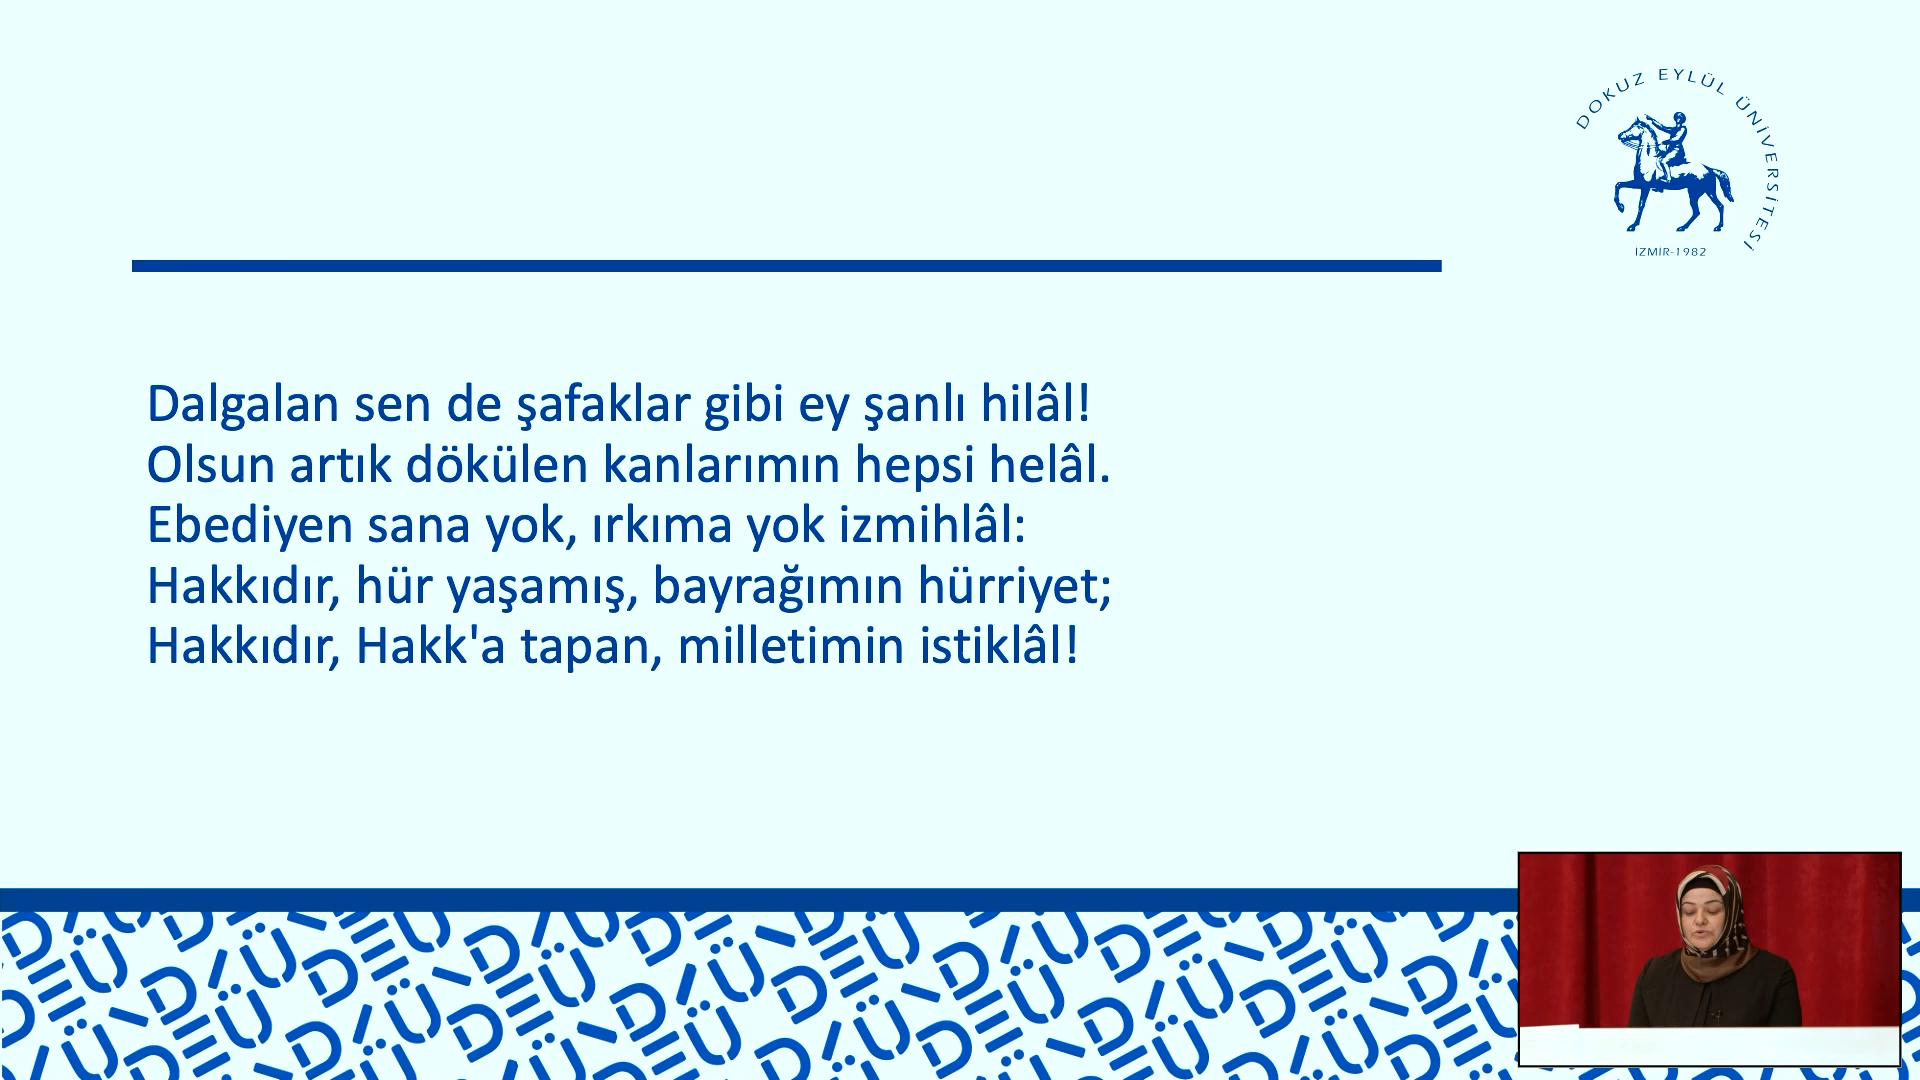 DOKUZ EYLÜL ÜNİVERSİTESİ
İZMİR-1982
Dalgalan sen de şafaklar gibi ey şanlı hilâl!
Olsun artık dökülen kanlarımın hepsi helâl.
Ebediyen sana yok, ırkıma yok izmihlâl:
Hakkıdır, hür yaşamış, bayrağımın hürriyet;
Hakkıdır, Hakk'a tapan, milletimin istiklâl!